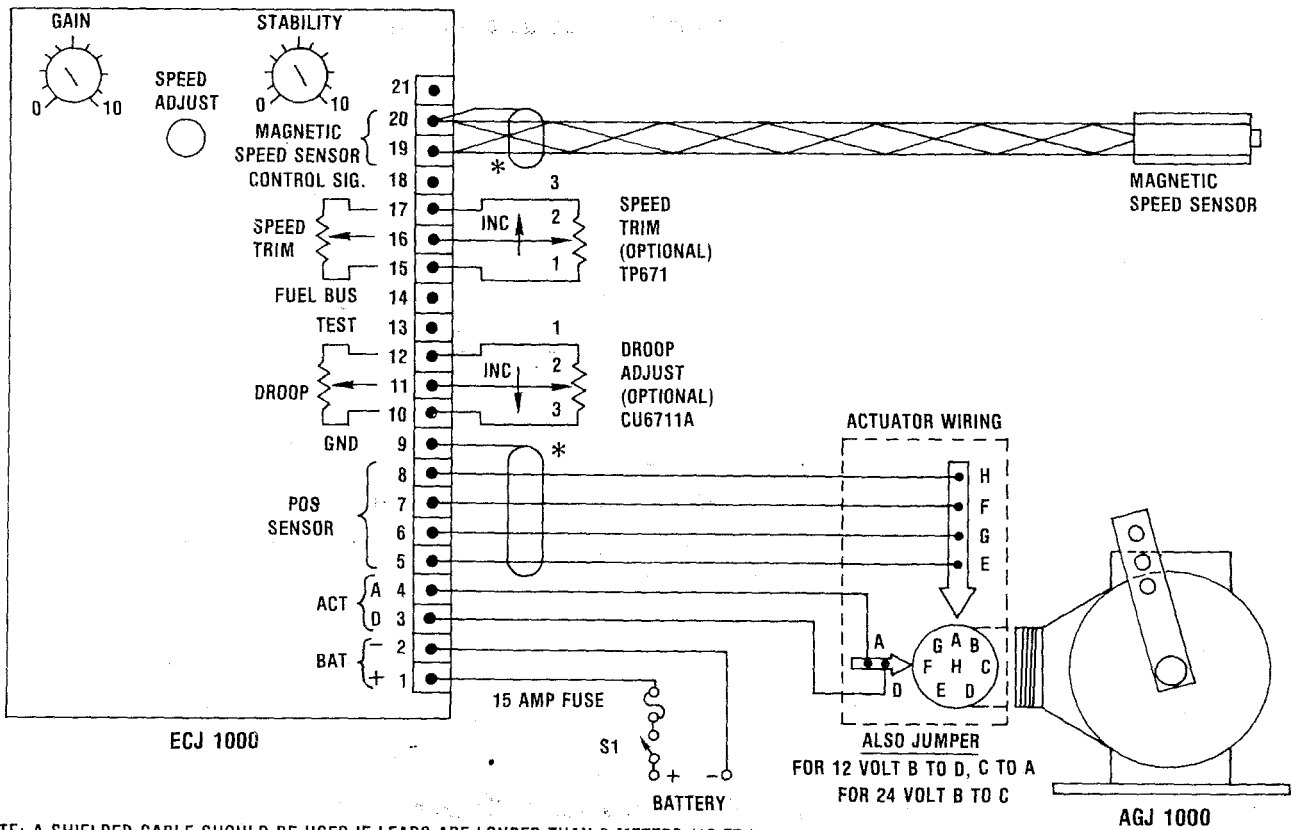 GAIN
STABILITY
0 10
SPEED
ADJUST
0 10
MAGNETIC
SPEED SENSOR
CONTROL SIG.
SPEED
TRIM
FUEL BUS
TEST
DROOP
GND
POS
SENSOR
ACT
A
D
BAT
−
+
21
20
19
18
17
16
15
14
13
12
11
10
9
8
7
6
5
4
3
2
1
ECJ 1000
*
MAGNETIC
SPEED SENSOR
3
INC 2
1
SPEED
TRIM
(OPTIONAL)
TP671
1
INC 2
3
DROOP
ADJUST
(OPTIONAL)
CU6711A
*
ACTUATOR WIRING
H
F
G
E
A
D
G A B
F H C
E D
15 AMP FUSE
S1
+ −
BATTERY
ALSO JUMPER
FOR 12 VOLT B TO D, C TO A
FOR 24 VOLT B TO C
AGJ 1000